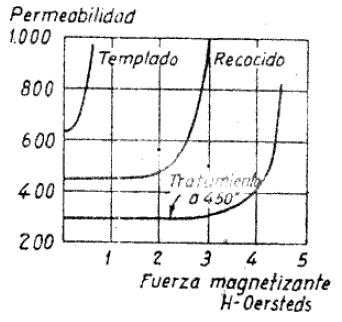 Permeabilidad
1.000
Templado
Recocido
800
600
400
Tratamiento
a 450°
200
1 2 3 4 5
Fuerza magnetizante
H-Oersteds